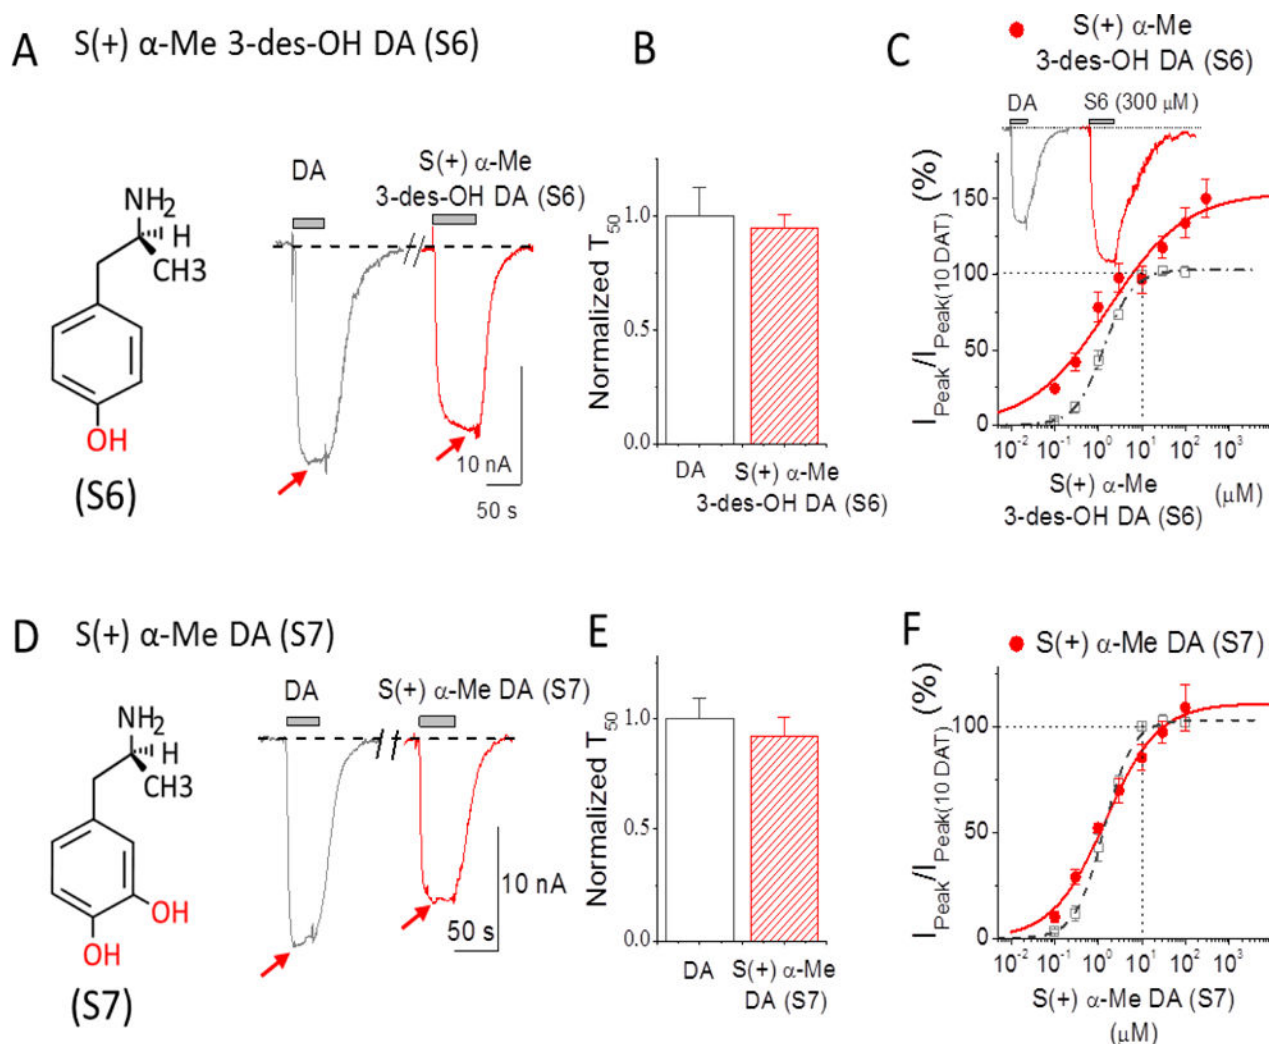 A S(+) α-Me 3-des-OH DA (S6)
NH₂
H
CH3
OH
(S6)
DA
S(+) α-Me
3-des-OH DA (S6)
10 nA
50 s
B
Normalized T₅₀
1.0
0.5
0.0
DA
S(+) α-Me
3-des-OH DA (S6)
C
S(+) α-Me
3-des-OH DA (S6)
DA
S6 (300 μM)
I Peak/I Peak(10 DAT) (%)
150
100
50
0
10⁻² 10⁻¹ 10⁰ 10¹ 10² 10³
S(+) α-Me
3-des-OH DA (S6)
(μM)
D S(+) α-Me DA (S7)
NH₂
H
CH3
OH
OH
(S7)
DA
S(+) α-Me DA (S7)
10 nA
50 s
E
Normalized T₅₀
1.0
0.5
0.0
DA
S(+) α-Me
DA (S7)
F
S(+) α-Me DA (S7)
I Peak/I Peak(10 DAT) (%)
100
50
0
10⁻² 10⁻¹ 10⁰ 10¹ 10² 10³
S(+) α-Me DA (S7)
(μM)